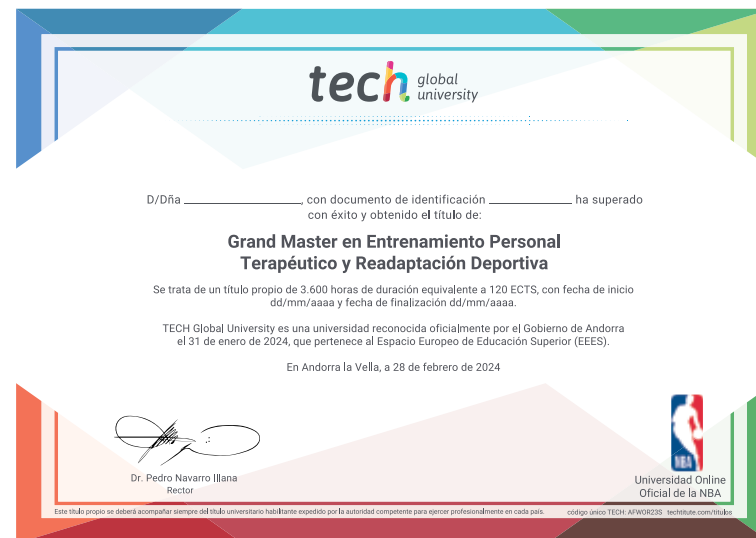 tech global university
D/Dña ____________, con documento de identificación ____________ ha superado
con éxito y obtenido el título de:
Grand Master en Entrenamiento Personal
Terapéutico y Readaptación Deportiva
Se trata de un título propio de 3.600 horas de duración equivalente a 120 ECTS, con fecha de inicio
dd/mm/aaaa y fecha de finalización dd/mm/aaaa.
TECH Global University es una universidad reconocida oficialmente por el Gobierno de Andorra
el 31 de enero de 2024, que pertenece al Espacio Europeo de Educación Superior (EEES).
En Andorra la Vella, a 28 de febrero de 2024
Dr. Pedro Navarro Illana
Rector
NBA
Universidad Online
Oficial de la NBA
Este título propio se deberá acompañar siempre del título universitario habilitante expedido por la autoridad competente para ejercer profesionalmente en cada país. código único TECH: AFWOR23S techtitute.com/titulos